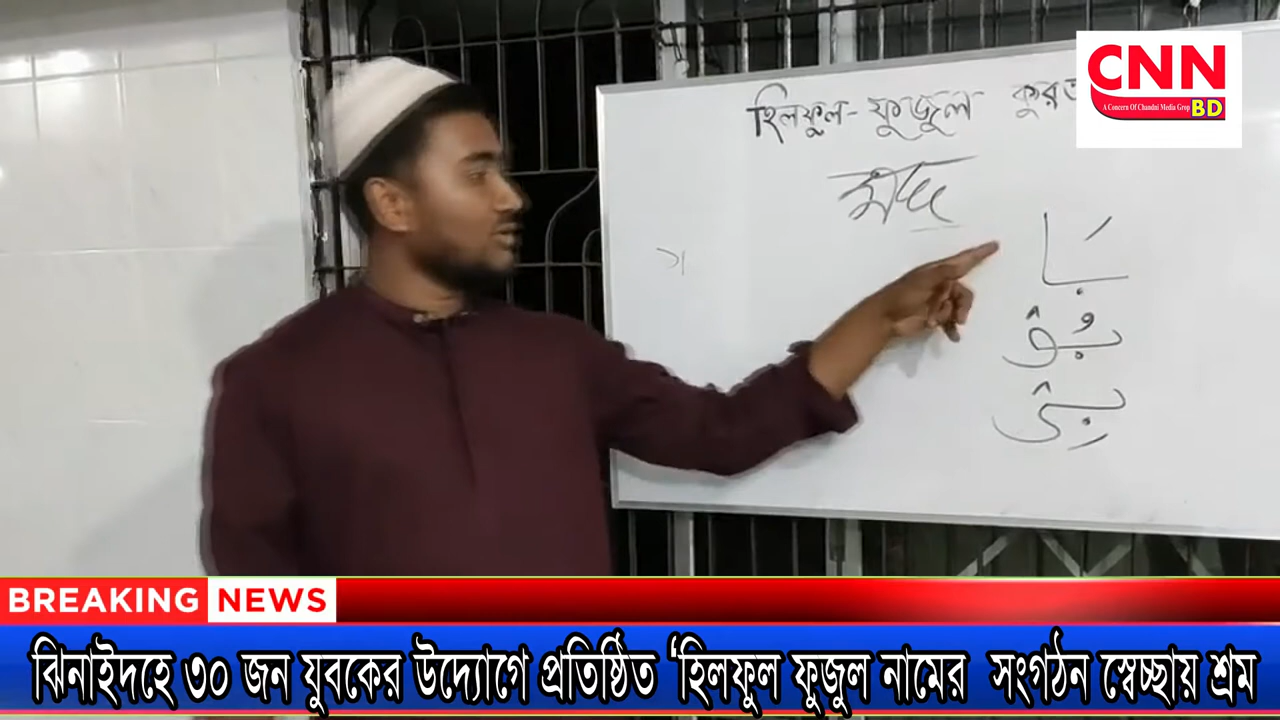 CNN
A Concern Of Chandni Media Grop
BD
হিলফুল-ফুজুল কুরআ
মদ্দ
بَا
بُوْ
بِيْ
BREAKING NEWS
ঝিনাইদহে ৩০ জন যুবকের উদ্যোগে প্রতিষ্ঠিত ‘হিলফুল ফুজুল নামের সংগঠন স্বেচ্ছায় শ্রম